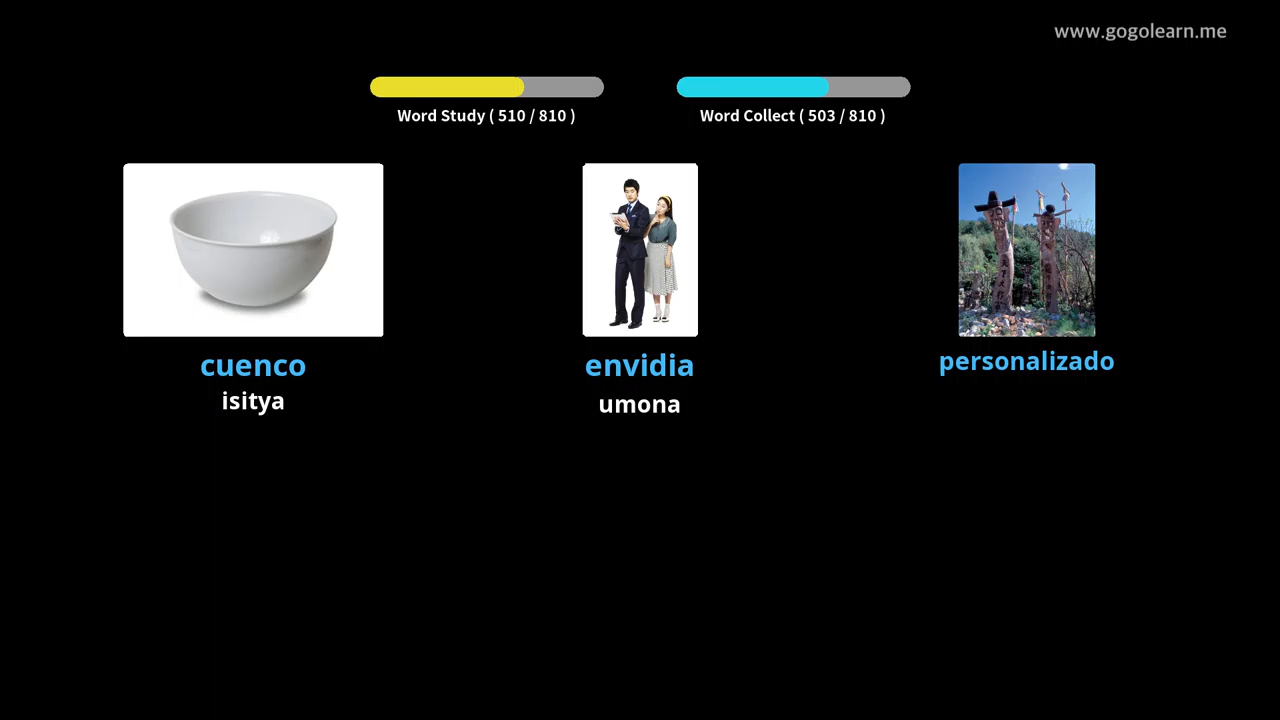 www.gogolearn.me
Word Study ( 510 / 810 )
Word Collect ( 503 / 810 )
cuenco
isitya
envidia
umona
personalizado